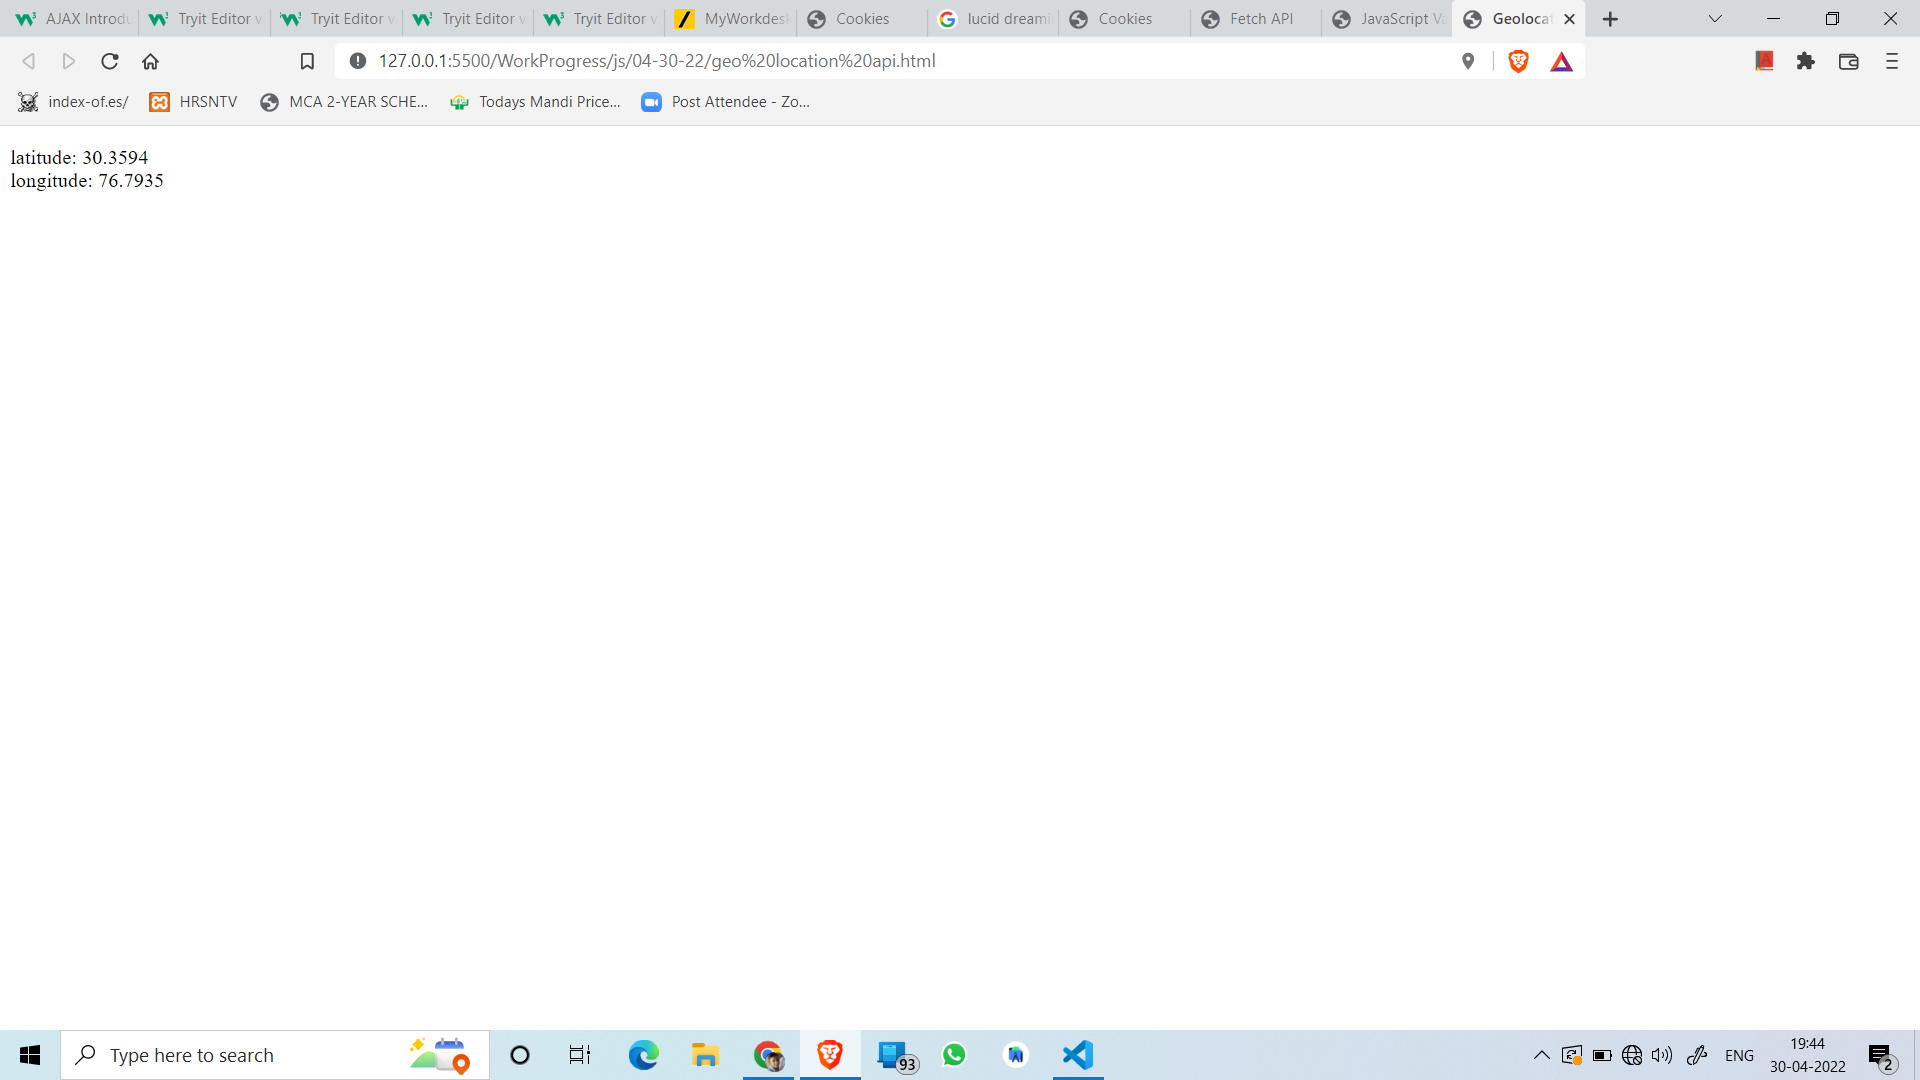 AJAX Introdu
Tryit Editor v
Tryit Editor v
Tryit Editor v
Tryit Editor v
MyWorkdesk
Cookies
lucid dreami
Cookies
Fetch API
JavaScript Va
Geolocat
127.0.0.1:5500/WorkProgress/js/04-30-22/geo%20location%20api.html
index-of.es/
HRSNTV
MCA 2-YEAR SCHE...
Todays Mandi Price...
Post Attendee - Zo...
latitude: 30.3594
longitude: 76.7935
Type here to search
93
ENG
19:44
30-04-2022
2